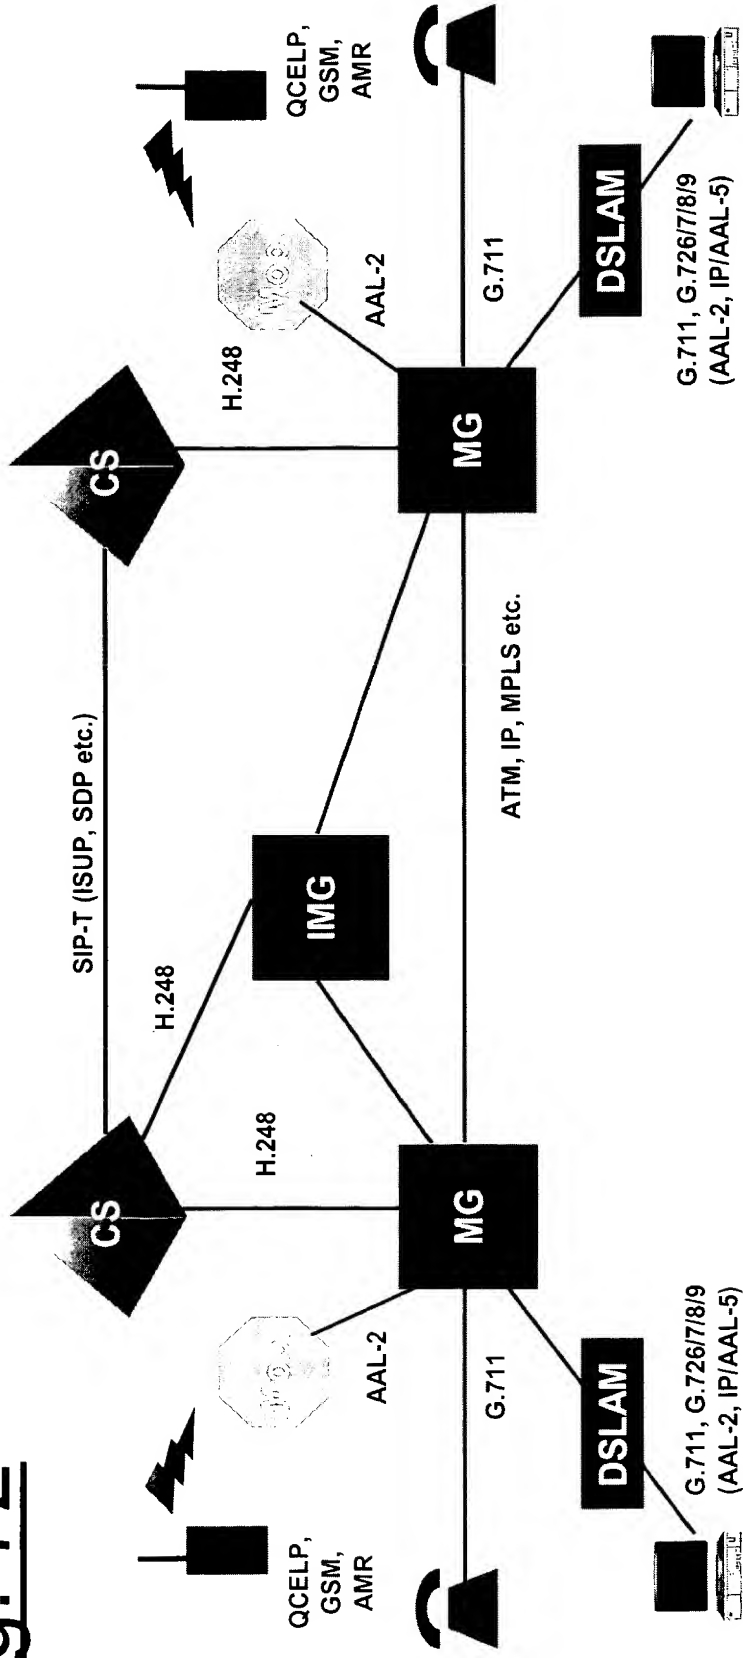 CS
SIP-T (ISUP, SDP etc.)
CS
H.248
H.248
H.248
QCELP,
GSM,
AMR
QCELP,
GSM,
AMR
IMG
AAL-2
AAL-2
MG
MG
G.711
ATM, IP, MPLS etc.
G.711
DSLAM
DSLAM
G.711, G.726/7/8/9
(AAL-2, IP/AAL-5)
G.711, G.726/7/8/9
(AAL-2, IP/AAL-5)